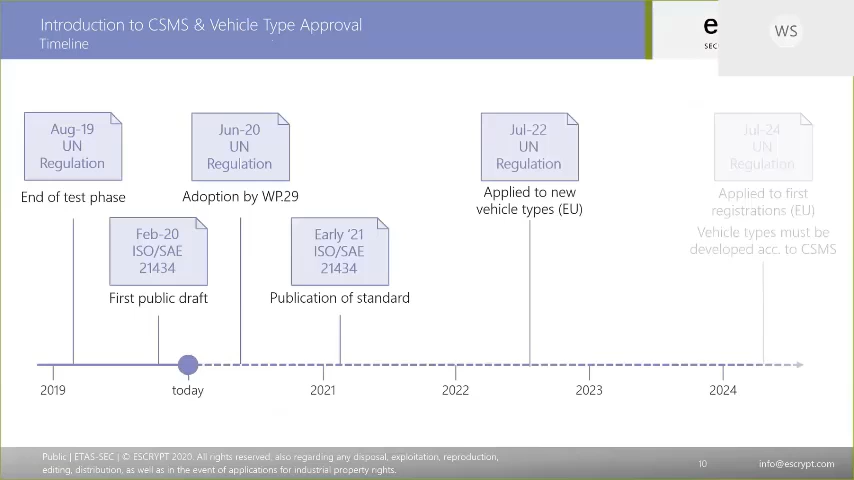 Introduction to CSMS & Vehicle Type Approval
Timeline
WS
Aug-19
UN
Regulation
End of test phase
Jun-20
UN
Regulation
Adoption by WP.29
Jul-22
UN
Regulation
Applied to new
vehicle types (EU)
Jul-24
UN
Regulation
Applied to first
registrations (EU)
Vehicle types must be
developed acc. to CSMS
Feb-20
ISO/SAE
21434
First public draft
Early '21
ISO/SAE
21434
Publication of standard
2019
today
2021
2022
2023
2024
Public | ETAS-SEC | © ESCRYPT 2020. All rights reserved, also regarding any disposal, exploitation, reproduction,
editing, distribution, as well as in the event of applications for industrial property rights.
10
info@escrypt.com